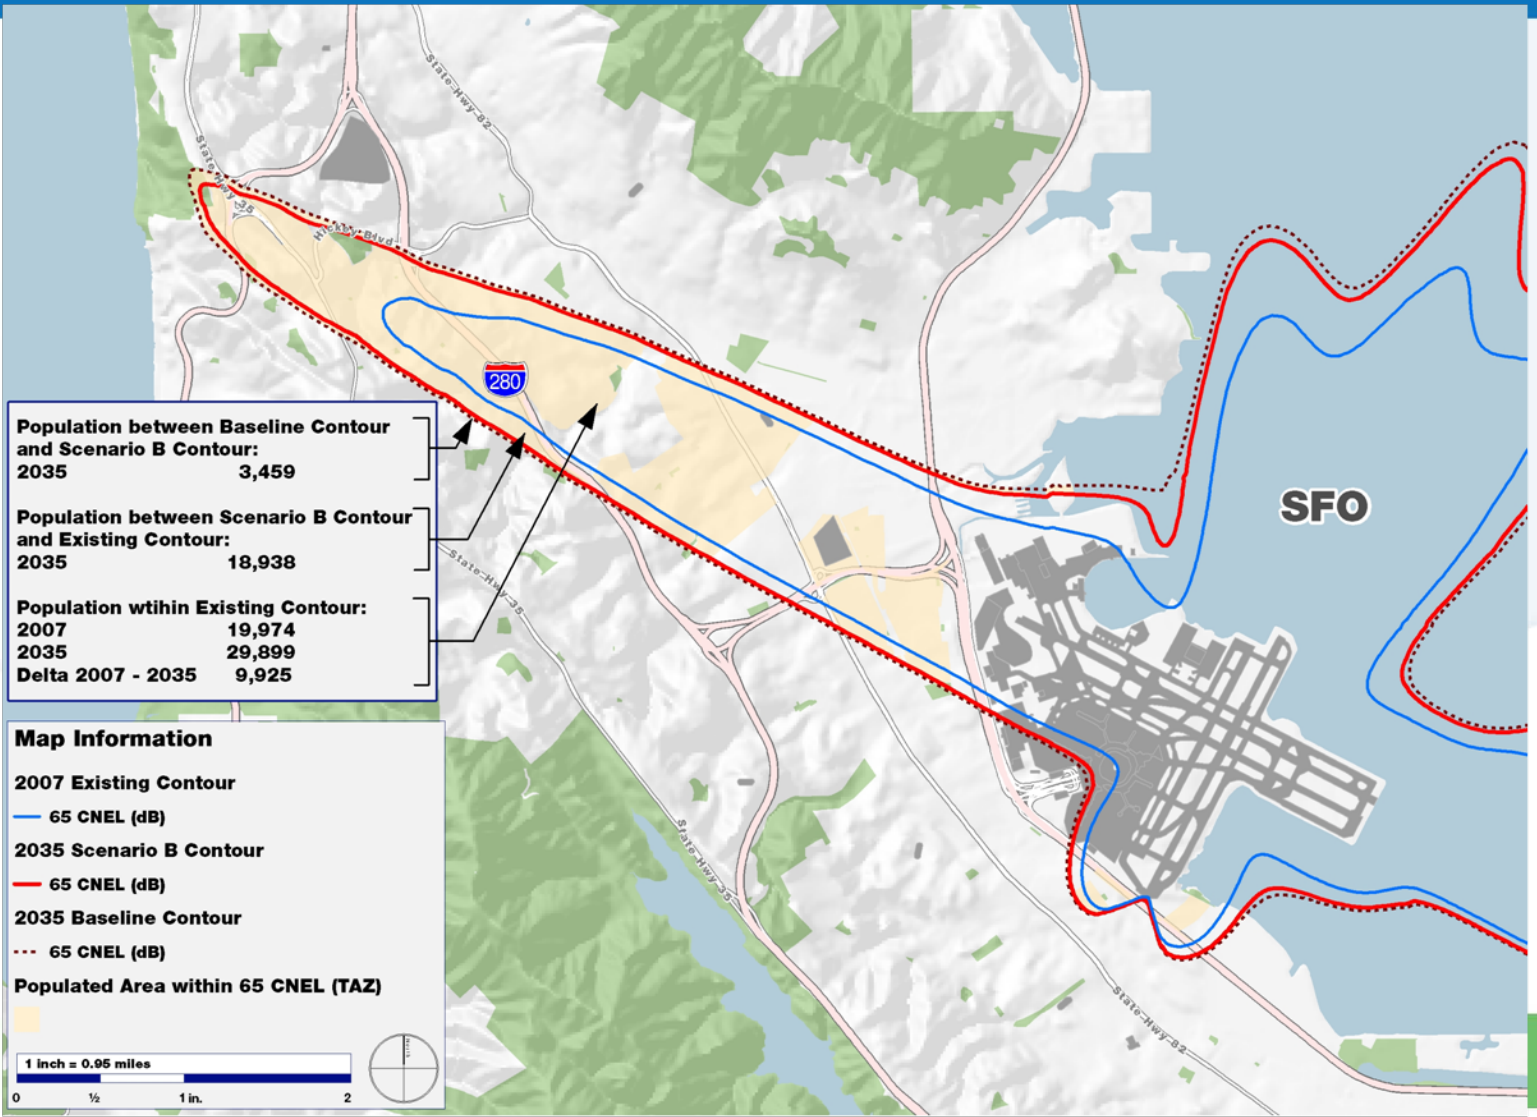 State Hwy 82
State Hwy 35
Hickey Blvd
280
SFO
Population between Baseline Contour
and Scenario B Contour:
2035 3,459
Population between Scenario B Contour
and Existing Contour:
2035 18,938
Population wtihin Existing Contour:
2007 19,974
2035 29,899
Delta 2007 - 2035 9,925
State Hwy 35
State Hwy 35
State Hwy 82
Map Information
2007 Existing Contour
65 CNEL (dB)
2035 Scenario B Contour
65 CNEL (dB)
2035 Baseline Contour
65 CNEL (dB)
Populated Area within 65 CNEL (TAZ)
1 inch = 0.95 miles
0 ½ 1 in. 2
North